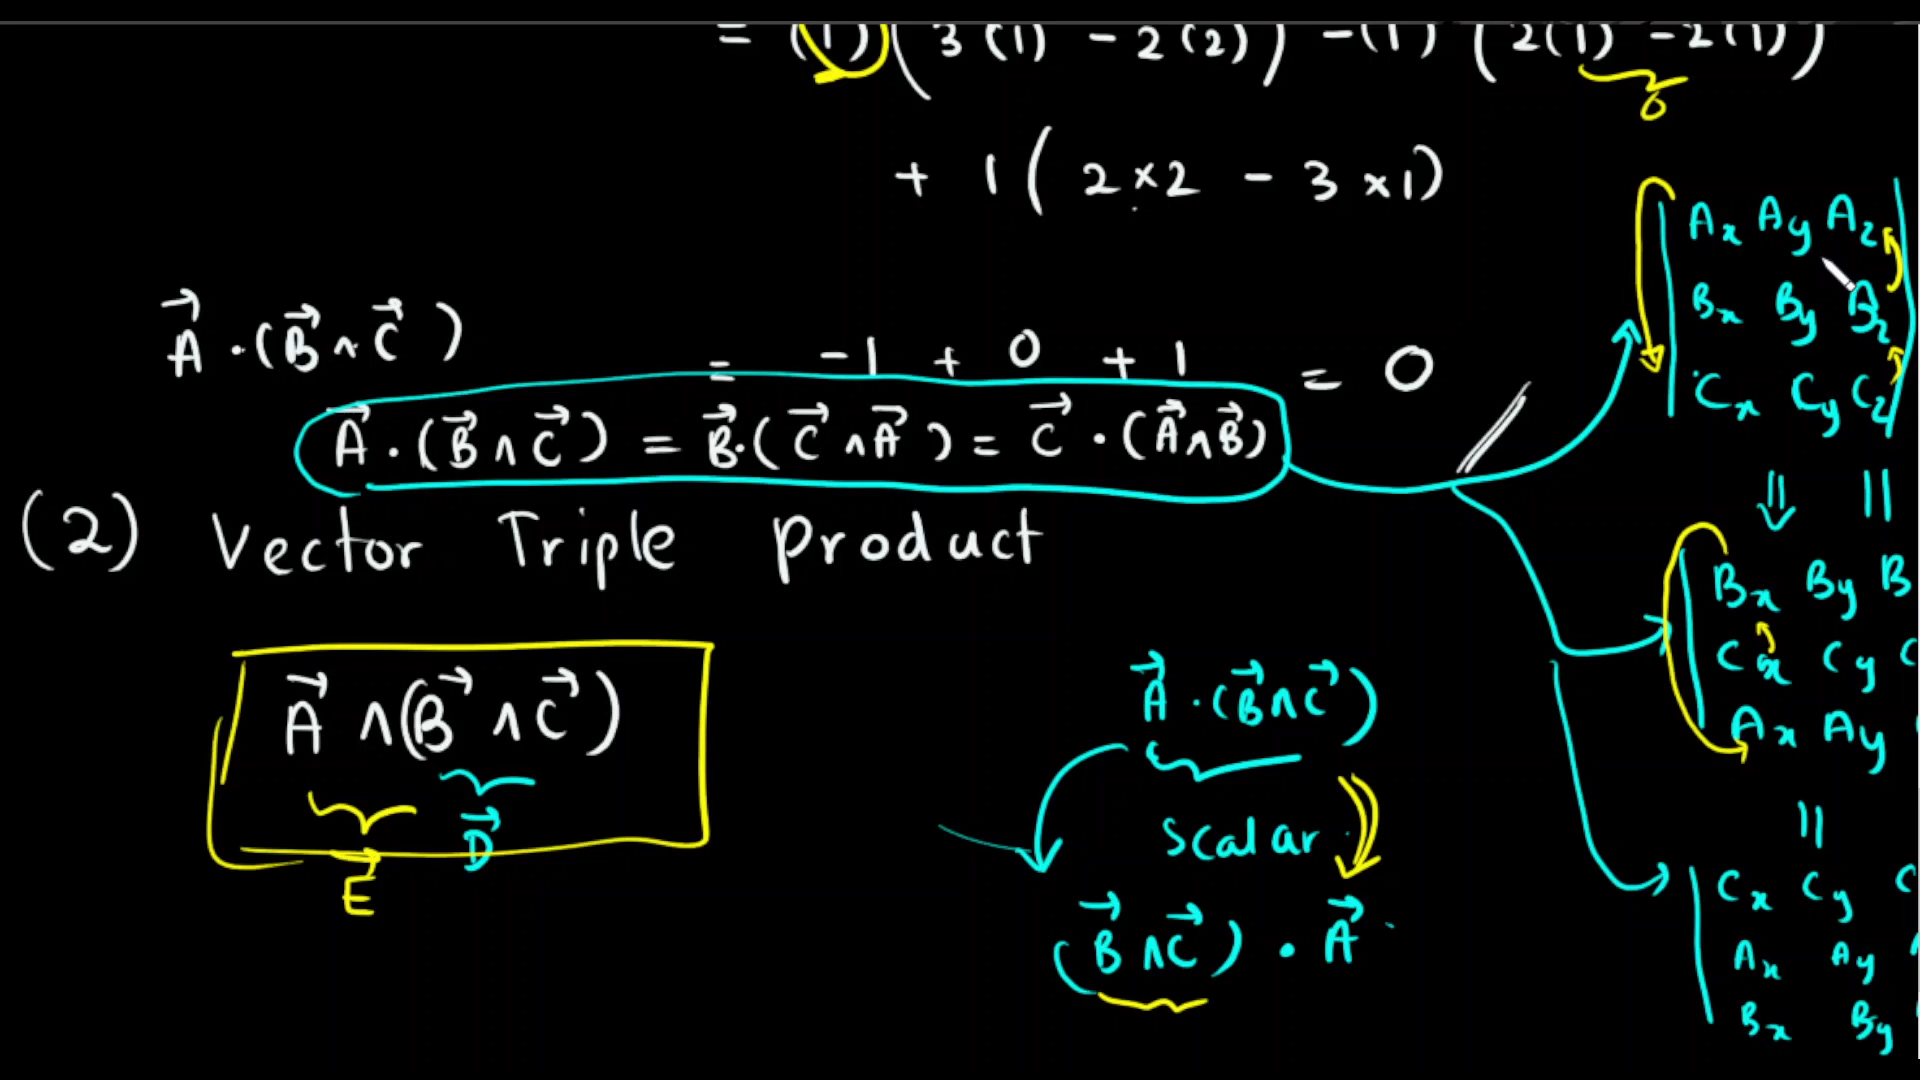 = (1) ( 3 (1) - 2 (2) ) - (1) ( 2(1) - 2(1) )
0
+ 1 ( 2 × 2 - 3 × 1 )
A⃗ . ( B⃗ ∧ C⃗ )
= -1 + 0 + 1 = 0
A⃗ . ( B⃗ ∧ C⃗ ) = B⃗ . ( C⃗ ∧ A⃗ ) = C⃗ . ( A⃗ ∧ B⃗ )
(2) Vector Triple product
A⃗ ∧ ( B⃗ ∧ C⃗ )
D⃗
E⃗
A⃗ . ( B⃗ ∧ C⃗ )
scalar
( B⃗ ∧ C⃗ ) . A⃗
Ax Ay Az
Bx By Bz
Cx Cy Cz
⇓ ||
Bx By B
Cx Cy C
Ax Ay
||
Cx Cy C
Ax Ay
Bx By